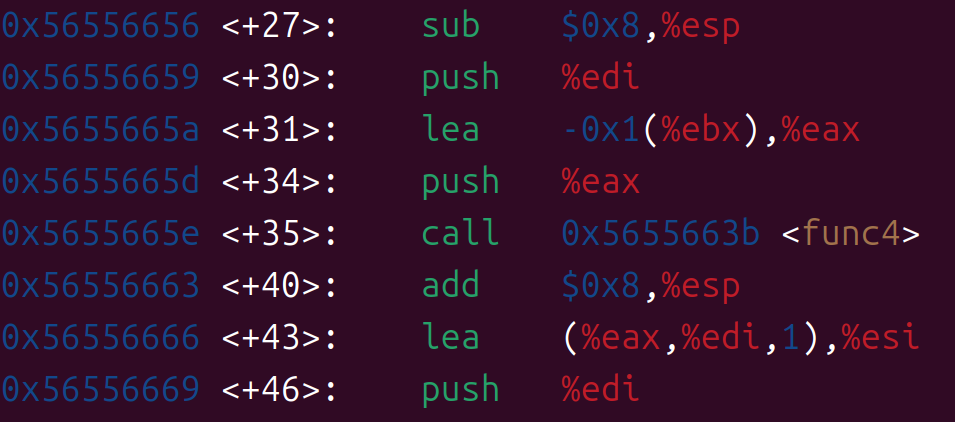 0x56556656 <+27>: sub $0x8,%esp
0x56556659 <+30>: push %edi
0x5655665a <+31>: lea -0x1(%ebx),%eax
0x5655665d <+34>: push %eax
0x5655665e <+35>: call 0x5655663b <func4>
0x56556663 <+40>: add $0x8,%esp
0x56556666 <+43>: lea (%eax,%edi,1),%esi
0x56556669 <+46>: push %edi